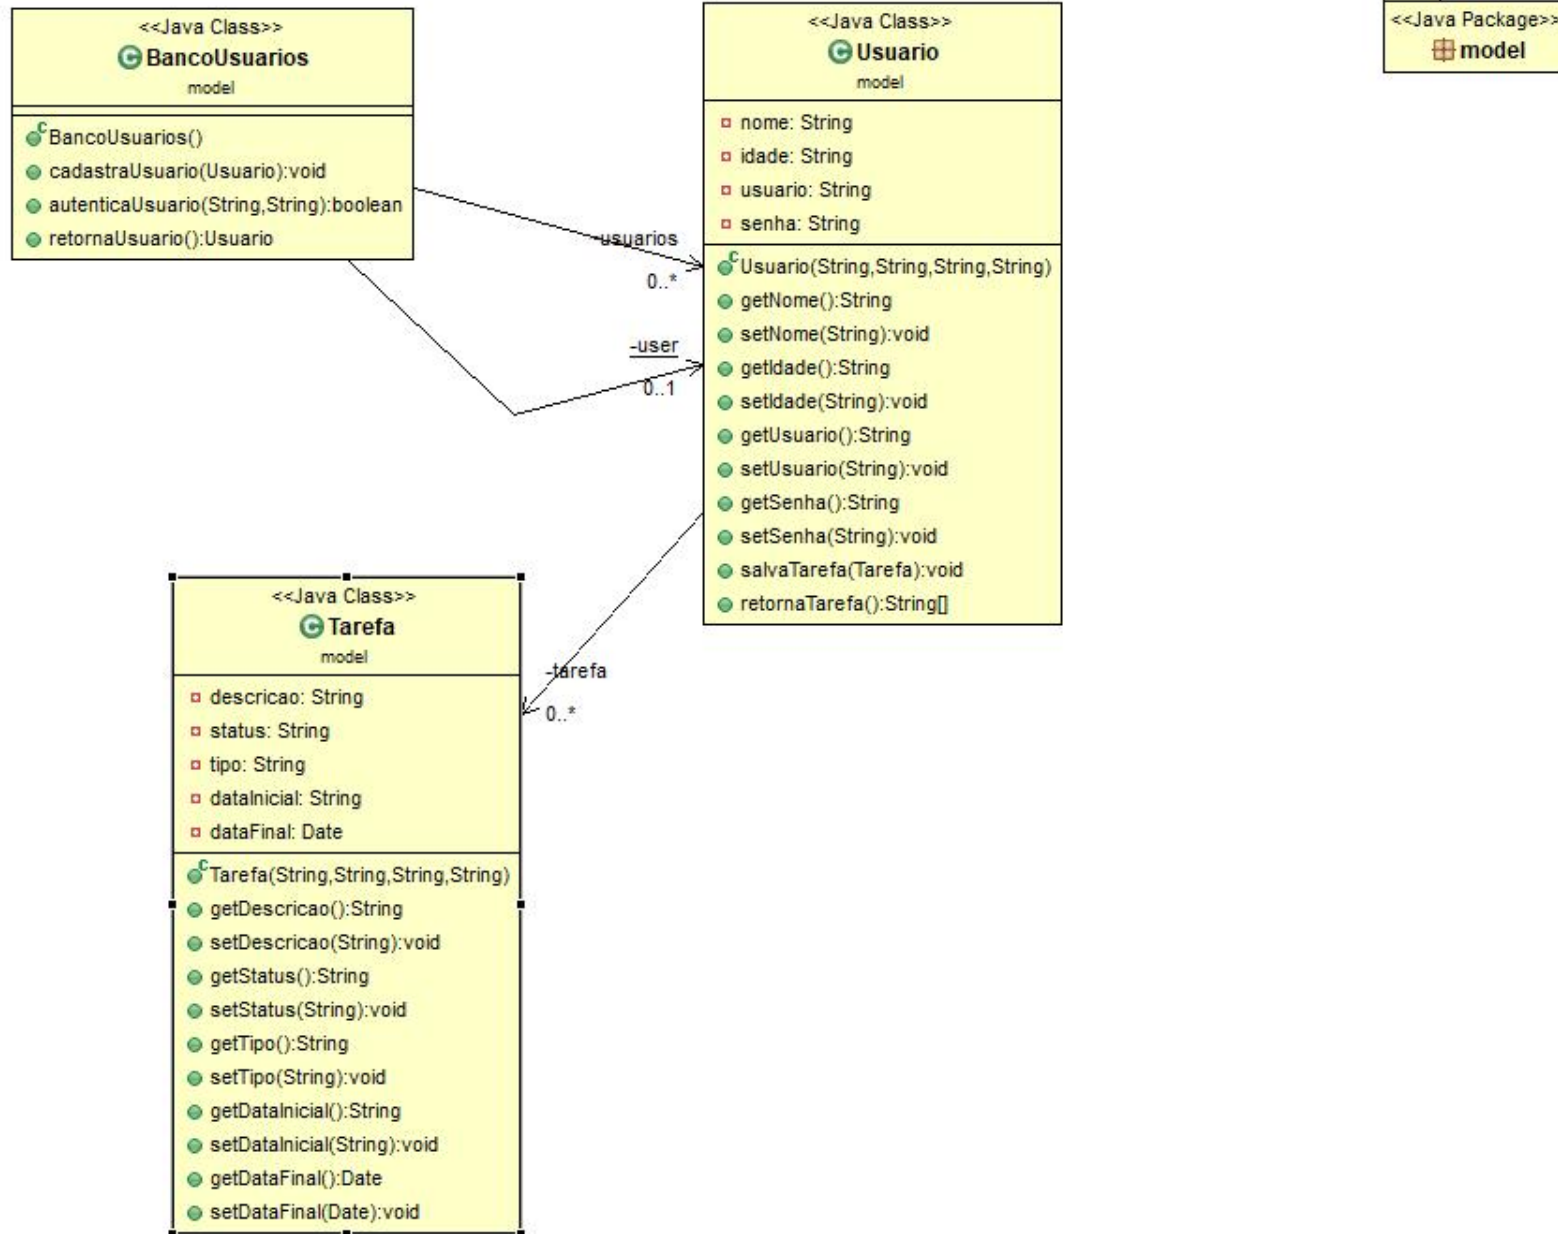 <<Java Class>>
BancoUsuarios
model
BancoUsuarios()
cadastraUsuario(Usuario):void
autenticaUsuario(String,String):boolean
retornaUsuario():Usuario
<<Java Class>>
Usuario
model
nome: String
idade: String
usuario: String
senha: String
Usuario(String,String,String,String)
getNome():String
setNome(String):void
getIdade():String
setIdade(String):void
getUsuario():String
setUsuario(String):void
getSenha():String
setSenha(String):void
salvaTarefa(Tarefa):void
retornaTarefa():String[]
<<Java Package>>
model
-usuarios
0..*
-user
0..1
-tarefa
0..*
<<Java Class>>
Tarefa
model
descricao: String
status: String
tipo: String
dataInicial: String
dataFinal: Date
Tarefa(String,String,String,String)
getDescricao():String
setDescricao(String):void
getStatus():String
setStatus(String):void
getTipo():String
setTipo(String):void
getDataInicial():String
setDataInicial(String):void
getDataFinal():Date
setDataFinal(Date):void